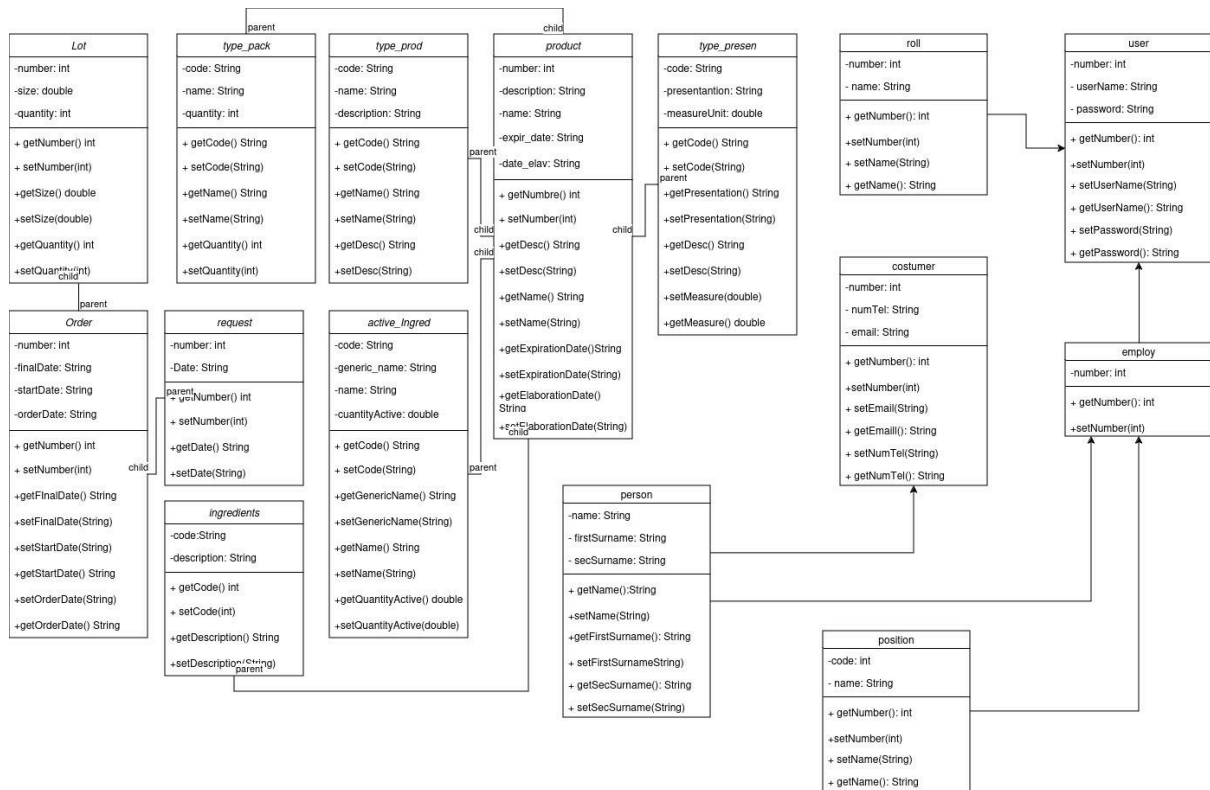 parent
child
Lot
-number: int
-size: double
-quantity: int
+ getNumber() int
+ setNumber(int)
+getSize() double
+setSize(double)
+getQuantity() int
+setQuantity(int)
child
parent
type_pack
-code: String
-name: String
-quantity: int
+ getCode() String
+ setCode(String)
+getName() String
+setName(String)
+getQuantity() int
+setQuantity(int)
type_prod
-code: String
-name: String
-description: String
+ getCode() String
+ setCode(String)
+getName() String
+setName(String)
+getDesc() String
+setDesc(String)
parent
child
child
parent
product
-number: int
-description: String
-name: String
-expir_date: String
-date_elav: String
+ getNumbre() int
+ setNumber(int)
+getDesc() String
+setDesc(String)
+getName() String
+setName(String)
+getExpirationDate()String
+setExpirationDate(String)
+getElaborationDate()
String
+setElaborationDate(String)
child
child
parent
type_presen
-code: String
-presentantion: String
-measureUnit: double
+ getCode() String
+ setCode(String)
+getPresentation() String
+setPresentation(String)
+getDesc() String
+setDesc(String)
+setMeasure(double)
+getMeasure() double
roll
-number: int
- name: String
+ getNumber(): int
+setNumber(int)
+ setName(String)
+ getName(): String
user
-number: int
- userName: String
- password: String
+ getNumber(): int
+setNumber(int)
+ setUserName(String)
+ getUserName(): String
+ setPassword(String)
+ getPassword(): String
Order
-number: int
-finalDate: String
-startDate: String
-orderDate: String
+ getNumber() int
+ setNumber(int)
+getFInalDate() String
+setFinalDate(String)
+setStartDate(String)
+getStartDate() String
+setOrderDate(String)
+getOrderDate() String
child
parent
request
-number: int
-Date: String
+ getNumber() int
+ setNumber(int)
+getDate() String
+setDate(String)
ingredients
-code:String
-description: String
+ getCode() int
+ setCode(int)
+getDescription() String
+setDescription(String)
parent
active_Ingred
-code: String
-generic_name: String
-name: String
-cuantityActive: double
+ getCode() String
+ setCode(String)
+getGenericName() String
+setGenericName(String)
+getName() String
+setName(String)
+getQuantityActive() double
+setQuantityActive(double)
costumer
-number: int
- numTel: String
- email: String
+ getNumber(): int
+setNumber(int)
+ setEmail(String)
+ getEmaill(): String
+ setNumTel(String)
+ getNumTel(): String
employ
-number: int
+ getNumber(): int
+setNumber(int)
person
-name: String
- firstSurname: String
- secSurname: String
+ getName():String
+setName(String)
+getFirstSurname(): String
+ setFirstSurnameString)
+ getSecSurname(): String
+ setSecSurname(String)
position
-code: int
- name: String
+ getNumber(): int
+setNumber(int)
+ setName(String)
+ getName(): String